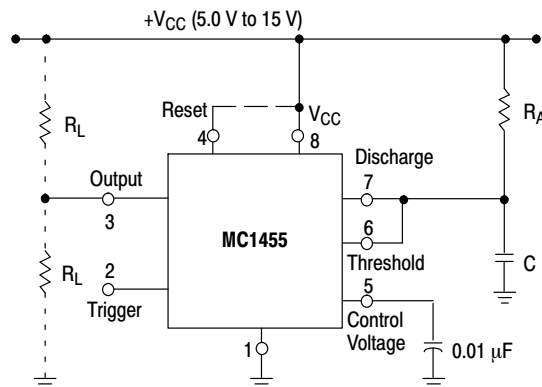 +VCC (5.0 V to 15 V)
Reset
VCC
4
8
RL
RA
Discharge
Output
7
3
MC1455
6
Threshold
C
RL
2
Trigger
5
Control
Voltage
0.01 µF
1